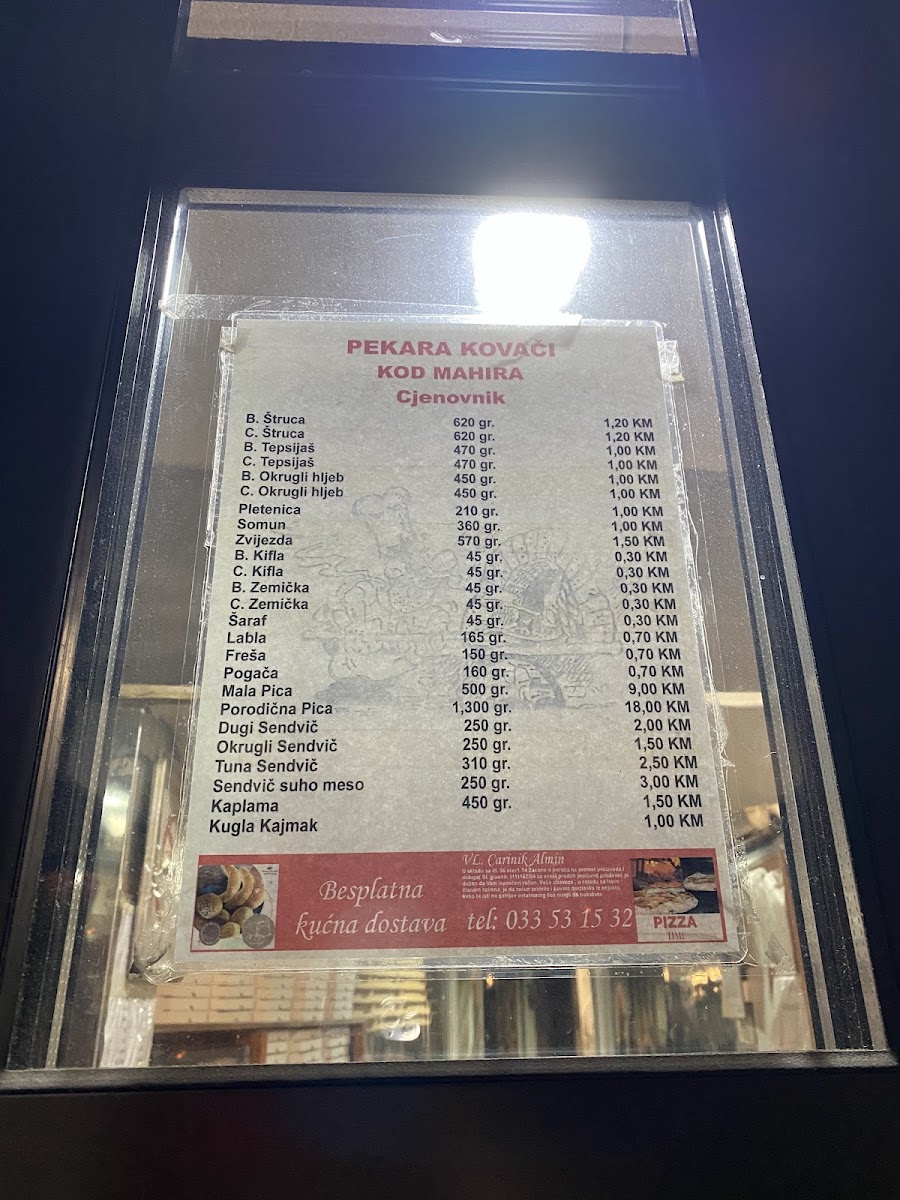 PEKARA KOVAČI
KOD MAHIRA
Cjenovnik
B. Štruca 620 gr. 1,20 KM
C. Štruca 620 gr. 1,20 KM
B. Tepsijaš 470 gr. 1,00 KM
C. Tepsijaš 470 gr. 1,00 KM
B. Okrugli hljeb 450 gr. 1,00 KM
C. Okrugli hljeb 450 gr. 1,00 KM
Pletenica 210 gr. 1,00 KM
Somun 360 gr. 1,00 KM
Zvijezda 570 gr. 1,50 KM
B. Kifla 45 gr. 0,30 KM
C. Kifla 45 gr. 0,30 KM
B. Zemička 45 gr. 0,30 KM
C. Zemička 45 gr. 0,30 KM
Šaraf 45 gr. 0,30 KM
Labla 165 gr. 0,70 KM
Freša 150 gr. 0,70 KM
Pogača 160 gr. 0,70 KM
Mala Pica 500 gr. 9,00 KM
Porodična Pica 1,300 gr. 18,00 KM
Dugi Sendvič 250 gr. 2,00 KM
Okrugli Sendvič 250 gr. 1,50 KM
Tuna Sendvič 310 gr. 2,50 KM
Sendvič suho meso 250 gr. 3,00 KM
Kaplama 450 gr. 1,50 KM
Kugla Kajmak 1,00 KM
VL. Carinik Almin
Besplatna
kućna dostava
tel: 033 53 15 32
PIZZA
TIME